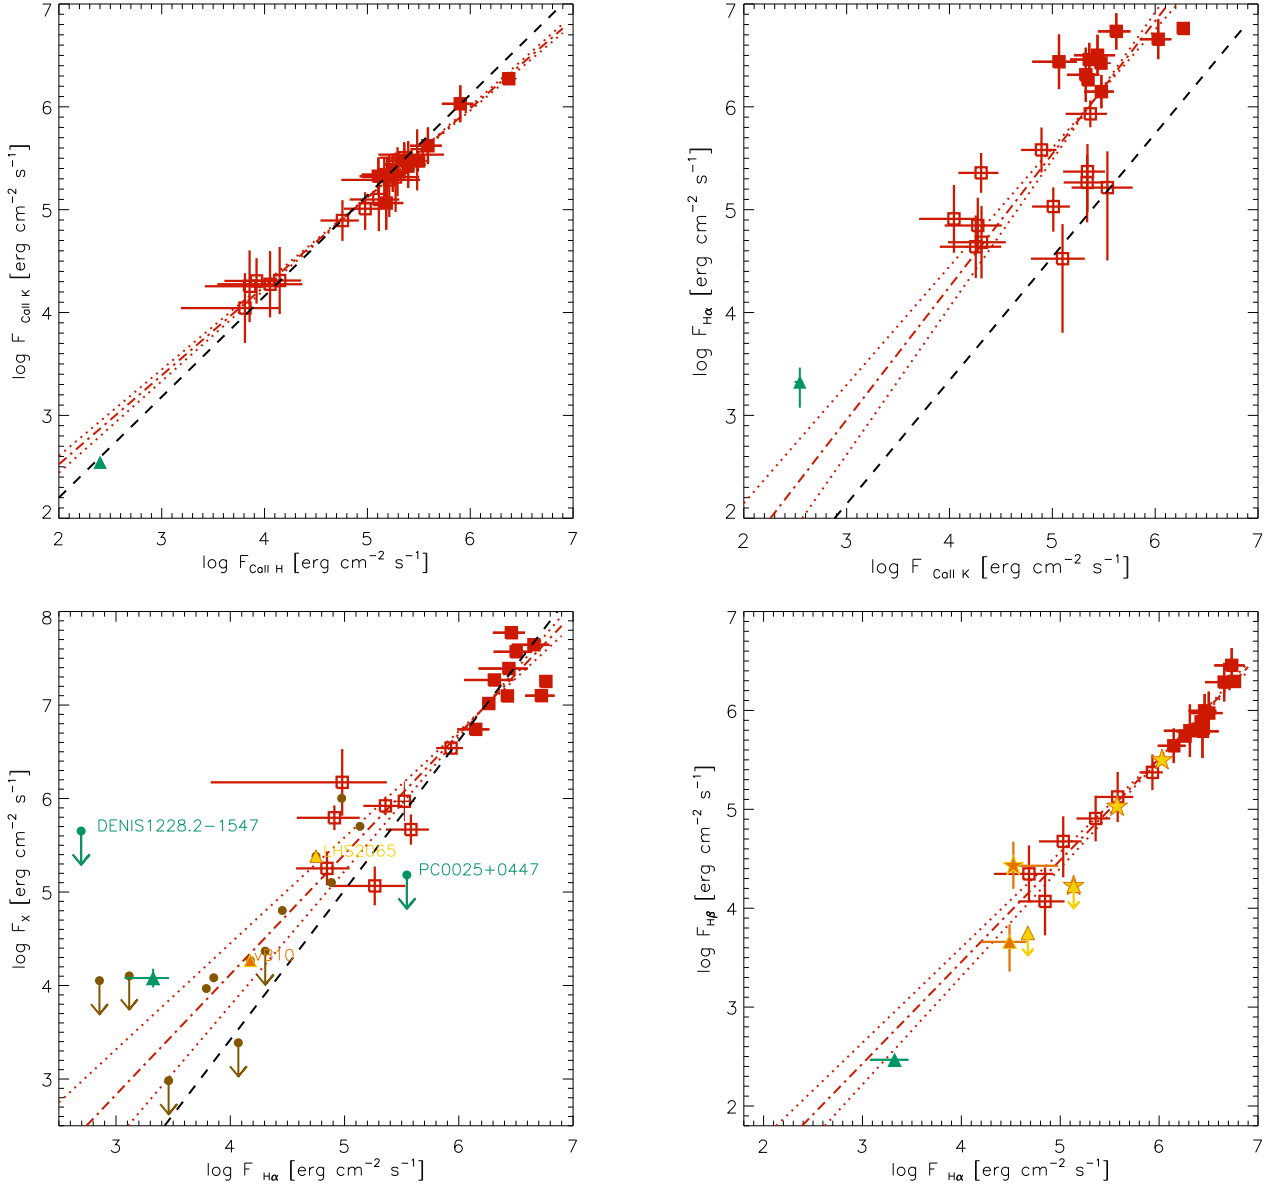 7
6
5
4
3
2
2 3 4 5 6 7
log F CaII K [erg cm−2 s−1]
log F CaII H [erg cm−2 s−1]
7
6
5
4
3
2
2 3 4 5 6 7
log F Hα [erg cm−2 s−1]
log F CaII K [erg cm−2 s−1]
8
7
6
5
4
3
3 4 5 6 7
log F X [erg cm−2 s−1]
log F Hα [erg cm−2 s−1]
DENIS1228.2−1547
LHS2065
PC0025+0447
VB10
7
6
5
4
3
2
2 3 4 5 6 7
log F Hβ [erg cm−2 s−1]
log F Hα [erg cm−2 s−1]